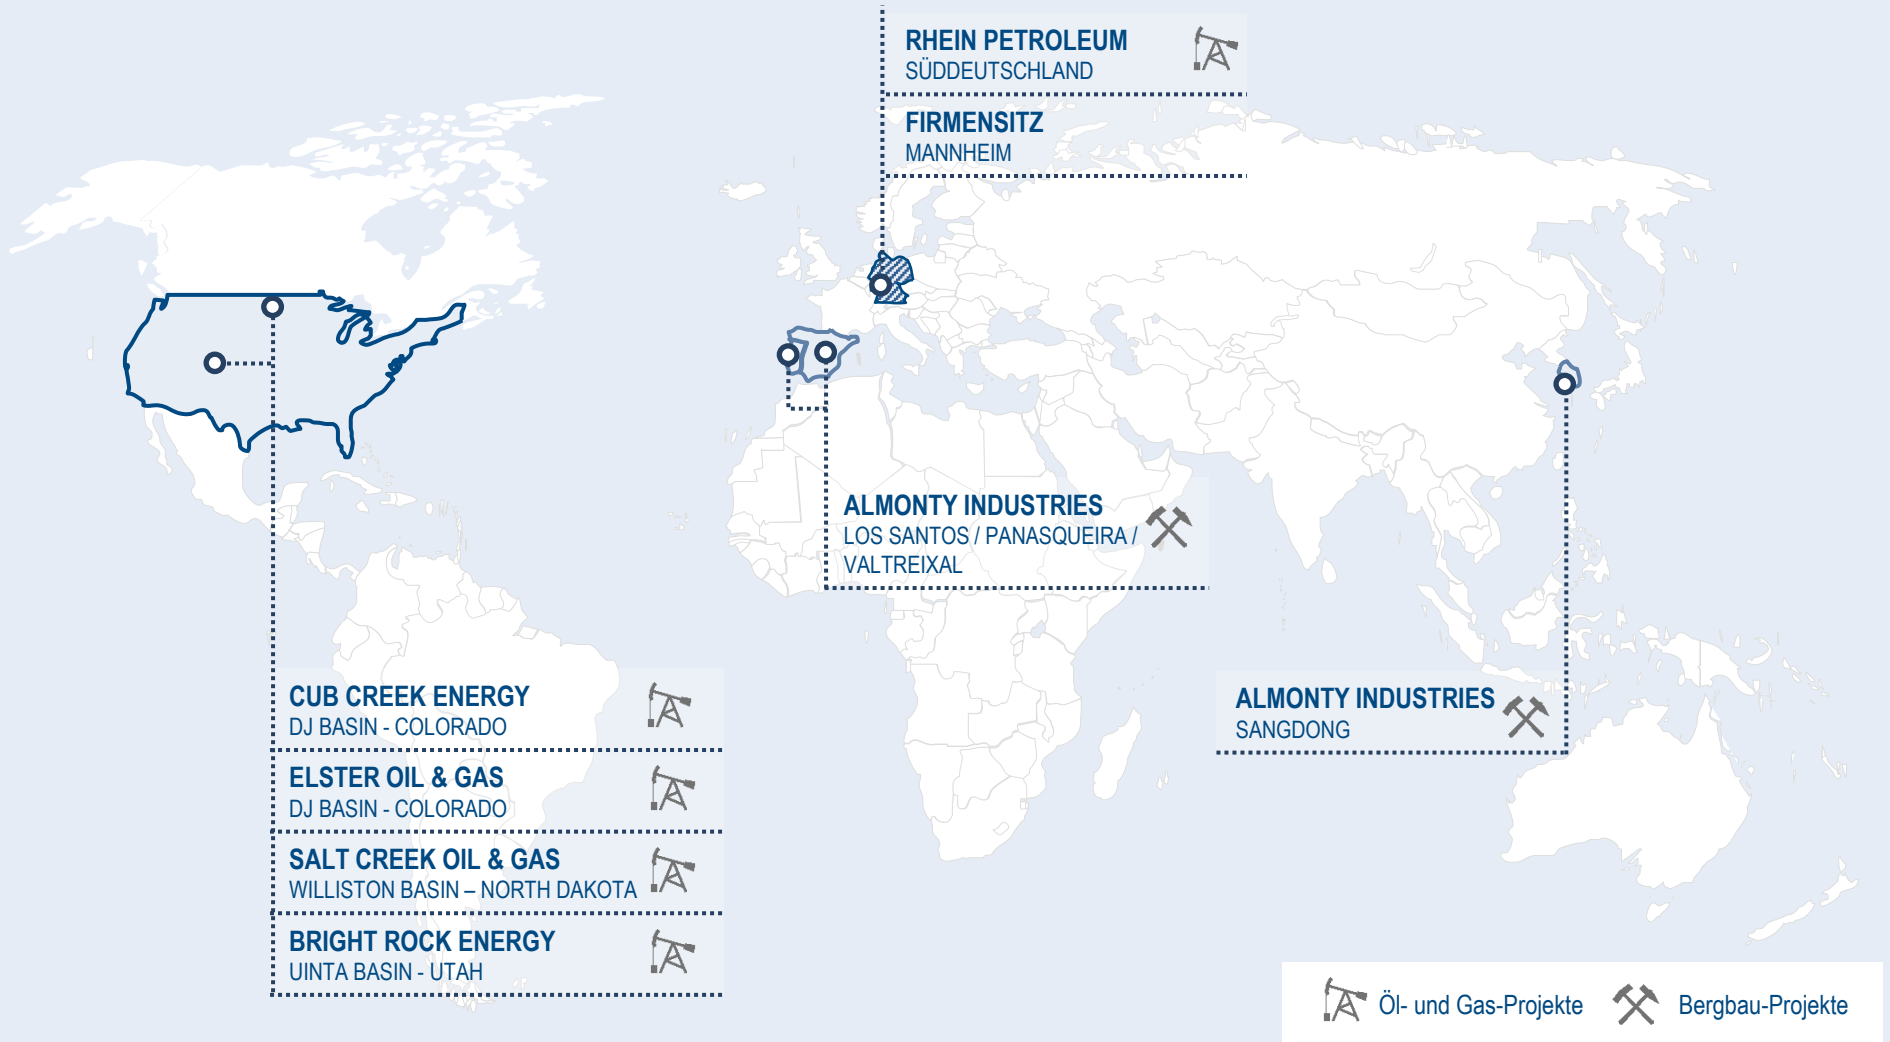 RHEIN PETROLEUM
SÜDDEUTSCHLAND
FIRMENSITZ
MANNHEIM
ALMONTY INDUSTRIES
LOS SANTOS / PANASQUEIRA /
VALTREIXAL
CUB CREEK ENERGY
DJ BASIN - COLORADO
ELSTER OIL & GAS
DJ BASIN - COLORADO
SALT CREEK OIL & GAS
WILLISTON BASIN – NORTH DAKOTA
BRIGHT ROCK ENERGY
UINTA BASIN - UTAH
ALMONTY INDUSTRIES
SANGDONG
Öl- und Gas-Projekte
Bergbau-Projekte